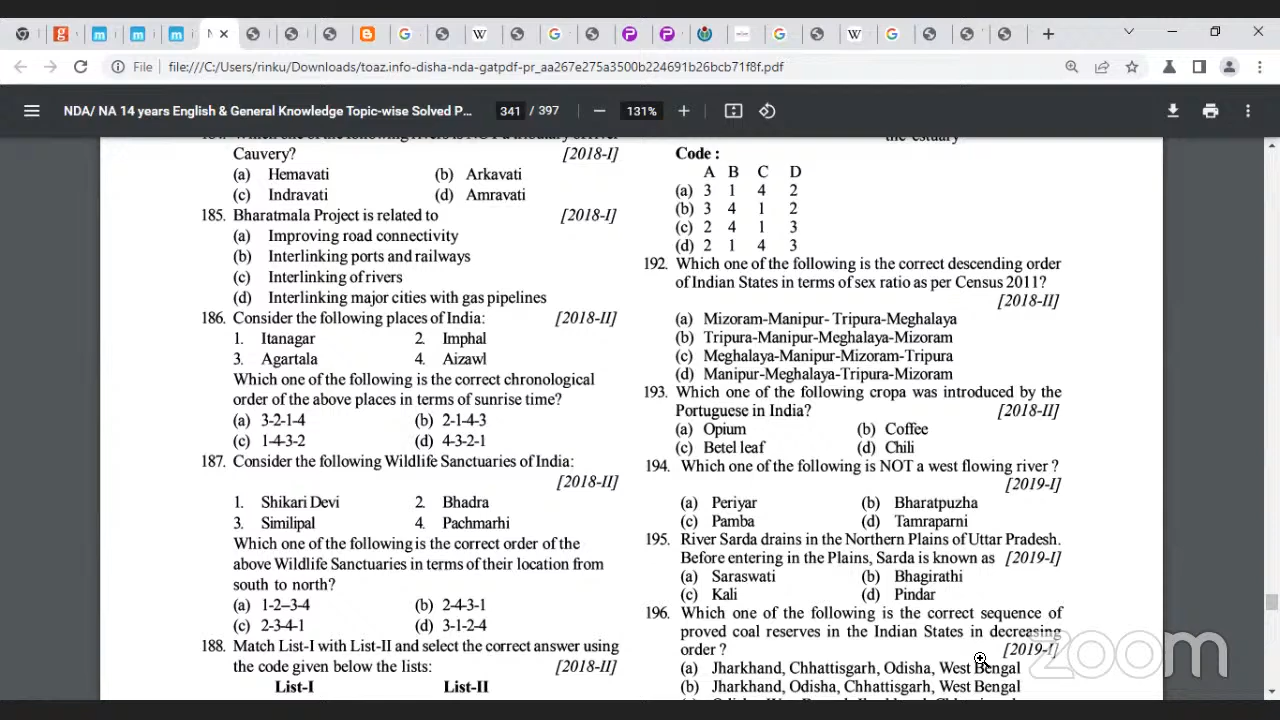 File
file:///C:/Users/rinku/Downloads/toaz.info-disha-nda-gatpdf-pr_aa267e275a3500b224691b26bcb71f8f.pdf
NDA/ NA 14 years English & General Knowledge Topic-wise Solved P...
341 / 397
131%
Cauvery? [2018-I]
(a) Hemavati (b) Arkavati
(c) Indravati (d) Amravati
185. Bharatmala Project is related to [2018-I]
(a) Improving road connectivity
(b) Interlinking ports and railways
(c) Interlinking of rivers
(d) Interlinking major cities with gas pipelines
186. Consider the following places of India: [2018-II]
1. Itanagar 2. Imphal
3. Agartala 4. Aizawl
Which one of the following is the correct chronological
order of the above places in terms of sunrise time?
(a) 3-2-1-4 (b) 2-1-4-3
(c) 1-4-3-2 (d) 4-3-2-1
187. Consider the following Wildlife Sanctuaries of India:
[2018-II]
1. Shikari Devi 2. Bhadra
3. Similipal 4. Pachmarhi
Which one of the following is the correct order of the
above Wildlife Sanctuaries in terms of their location from
south to north?
(a) 1-2–3-4 (b) 2-4-3-1
(c) 2-3-4-1 (d) 3-1-2-4
188. Match List-I with List-II and select the correct answer using
the code given below the lists: [2018-II]
List-I List-II
the estuary
Code :
A B C D
(a) 3 1 4 2
(b) 3 4 1 2
(c) 2 4 1 3
(d) 2 1 4 3
192. Which one of the following is the correct descending order
of Indian States in terms of sex ratio as per Census 2011?
[2018-II]
(a) Mizoram-Manipur- Tripura-Meghalaya
(b) Tripura-Manipur-Meghalaya-Mizoram
(c) Meghalaya-Manipur-Mizoram-Tripura
(d) Manipur-Meghalaya-Tripura-Mizoram
193. Which one of the following cropa was introduced by the
Portuguese in India? [2018-II]
(a) Opium (b) Coffee
(c) Betel leaf (d) Chili
194. Which one of the following is NOT a west flowing river ?
[2019-I]
(a) Periyar (b) Bharatpuzha
(c) Pamba (d) Tamraparni
195. River Sarda drains in the Northern Plains of Uttar Pradesh.
Before entering in the Plains, Sarda is known as [2019-I]
(a) Saraswati (b) Bhagirathi
(c) Kali (d) Pindar
196. Which one of the following is the correct sequence of
proved coal reserves in the Indian States in decreasing
order ? [2019-I]
(a) Jharkhand, Chhattisgarh, Odisha, West Bengal
(b) Jharkhand, Odisha, Chhattisgarh, West Bengal
zoom